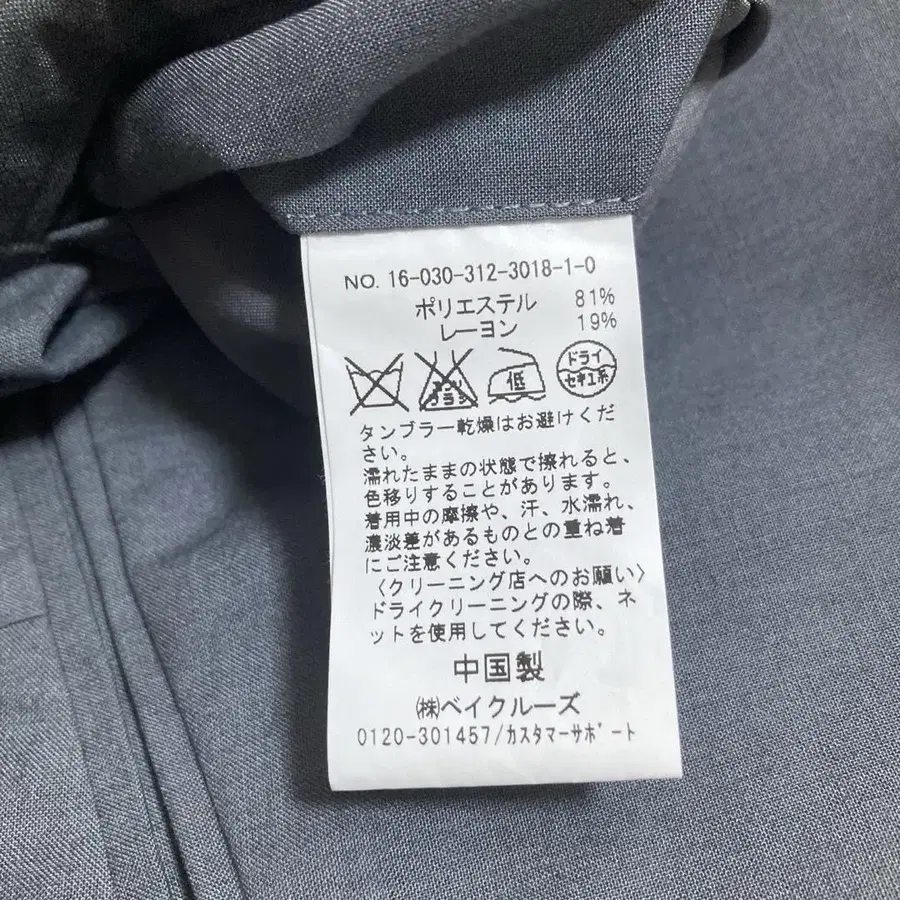 NO. 16-030-312-3018-1-0
ポリエステル 81%
レーヨン 19%
エンソ
サラシ
低
ドライ
セキユ系
タンブラー乾燥はお避けくだ
さい。
濡れたままの状態で擦れると、
色移りすることがあります。
着用中の摩擦や、汗、水濡れ、
濃淡差があるものとの重ね着
にご注意ください。
〈クリーニング店へのお願い〉
ドライクリーニングの際、ネ
ットを使用してください。
中国製
㈱ベイクルーズ
0120-301457/カスタマーサポート